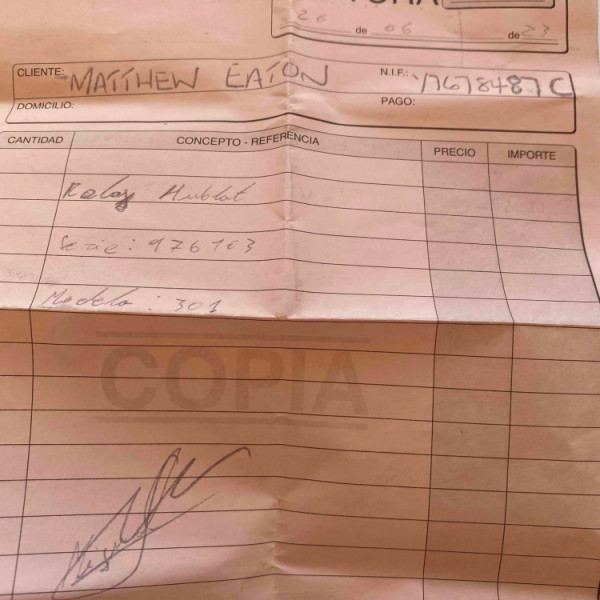 26 de 06 de 23
CLIENTE: MATTHEW EATON N.I.F.: Y7678487C
DOMICILIO: PAGO:
CANTIDAD CONCEPTO - REFERENCIA PRECIO IMPORTE
Reloj Hublot
Serie: 976103
Modelo: 301
COPIA